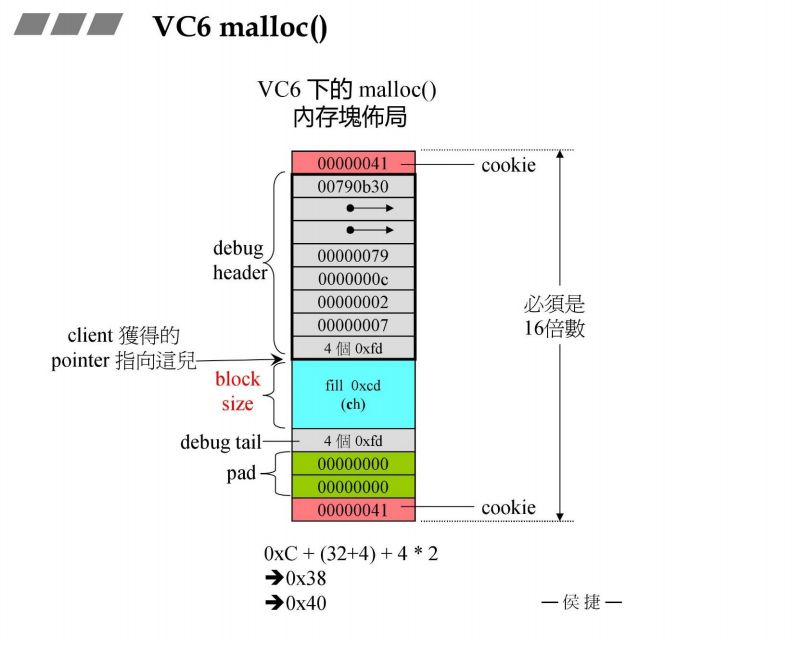 VC6 malloc()
VC6 下的 malloc()
內存塊佈局
00000041
cookie
00790b30
debug
header
00000079
0000000c
00000002
00000007
4 個 0xfd
client 獲得的
pointer 指向這兒
block
size
fill 0xcd
(ch)
debug tail
4 個 0xfd
pad
00000000
00000000
00000041
cookie
必須是
16倍數
0xC + (32+4) + 4 * 2
➔0x38
➔0x40
— 侯 捷 —